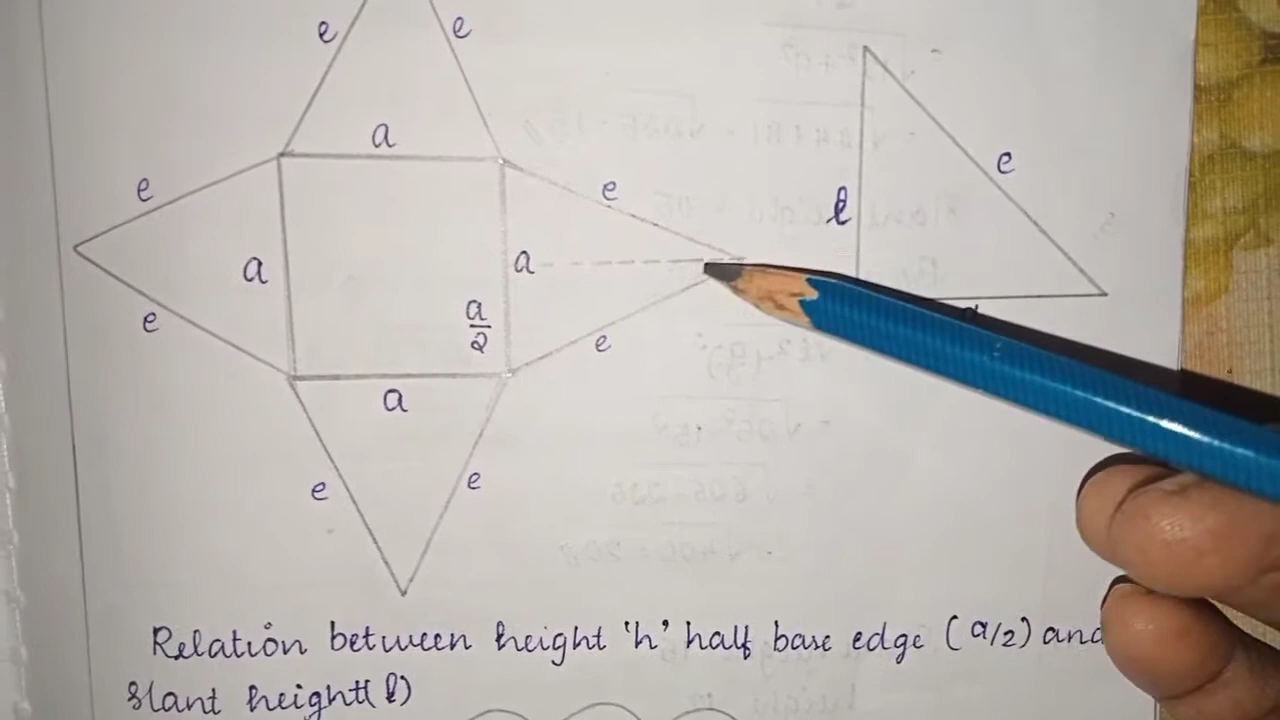 e e
a
e e
l e
a a
a/2
e e
a
e e
Relation between height 'h' half base edge (a/2) and
slant height(l)